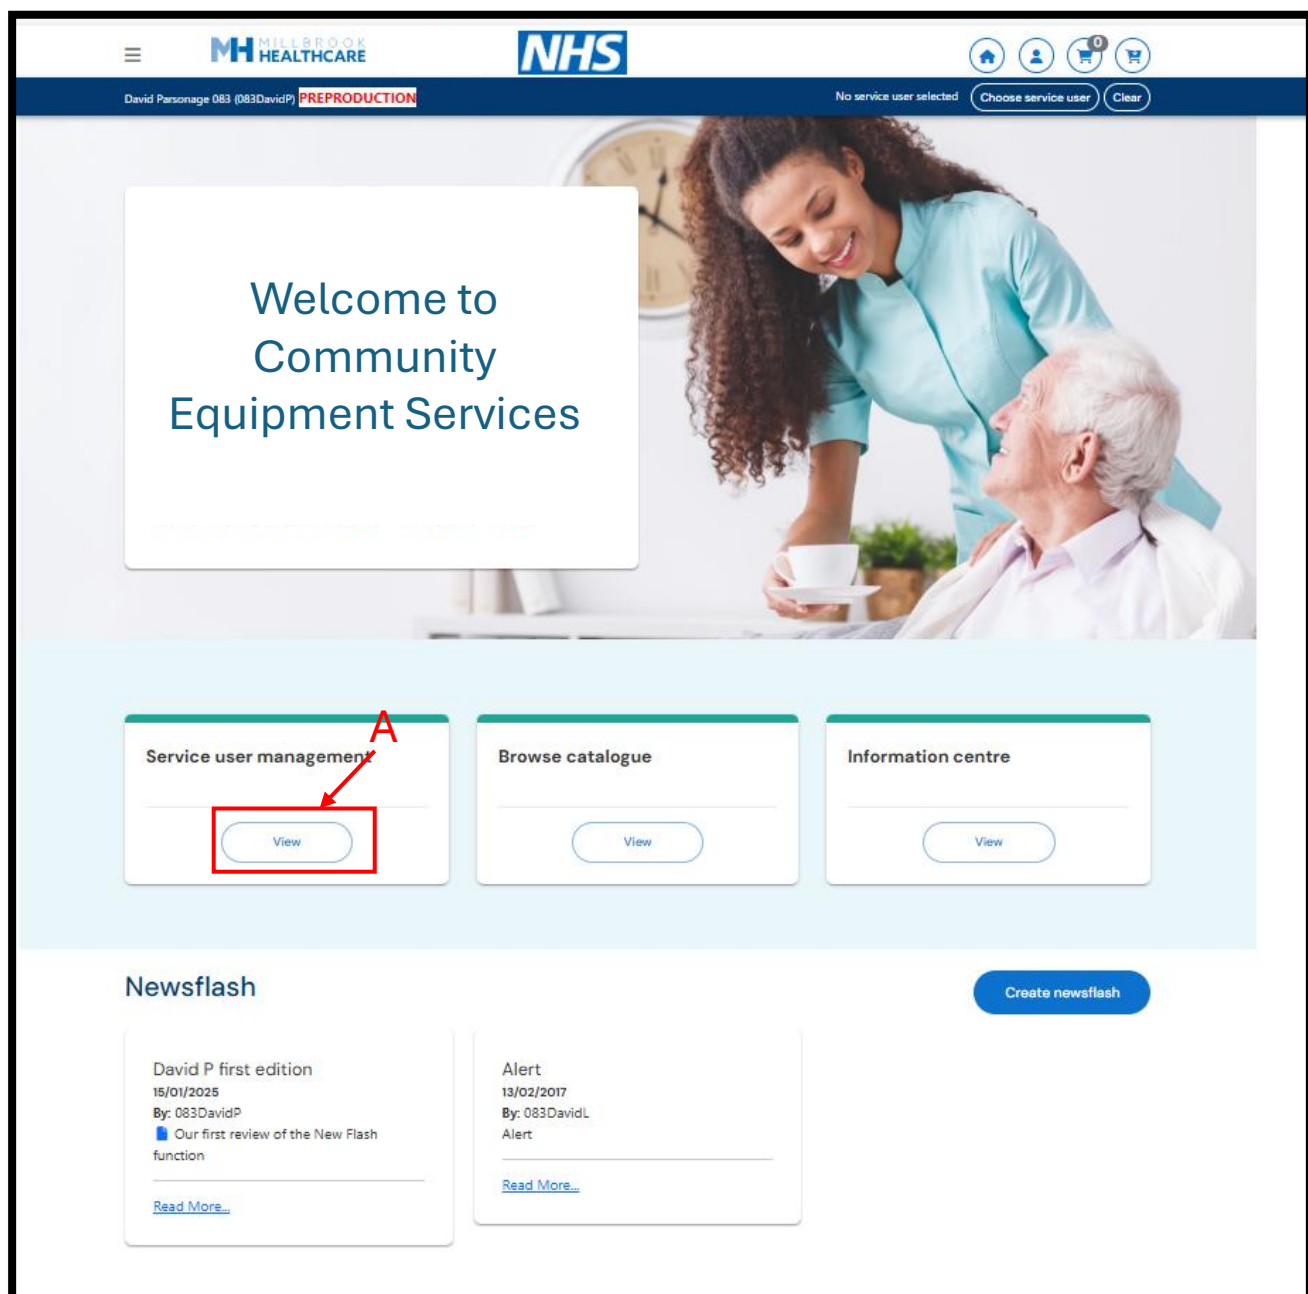 MH MILLBROOK
HEALTHCARE
NHS
0
David Parsonage 083 (083DavidP) PREPRODUCTION
No service user selected
Choose service user
Clear
Welcome to
Community
Equipment Services
A
Service user management
View
Browse catalogue
View
Information centre
View
Newsflash
Create newsflash
David P first edition
15/01/2025
By: 083DavidP
Our first review of the New Flash
function
Read More...
Alert
13/02/2017
By: 083DavidL
Alert
Read More...